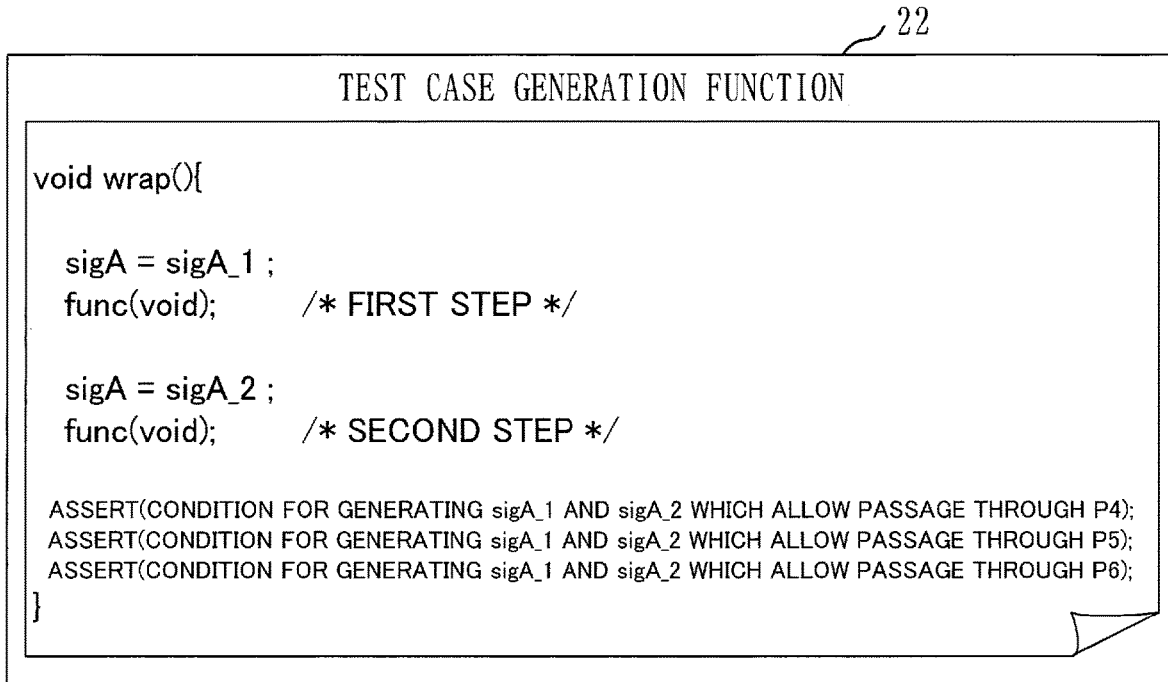 22
TEST CASE GENERATION FUNCTION
void wrap(){
sigA = sigA_1 ;
func(void); /* FIRST STEP */
sigA = sigA_2 ;
func(void); /* SECOND STEP */
ASSERT(CONDITION FOR GENERATING sigA_1 AND sigA_2 WHICH ALLOW PASSAGE THROUGH P4);
ASSERT(CONDITION FOR GENERATING sigA_1 AND sigA_2 WHICH ALLOW PASSAGE THROUGH P5);
ASSERT(CONDITION FOR GENERATING sigA_1 AND sigA_2 WHICH ALLOW PASSAGE THROUGH P6);
}